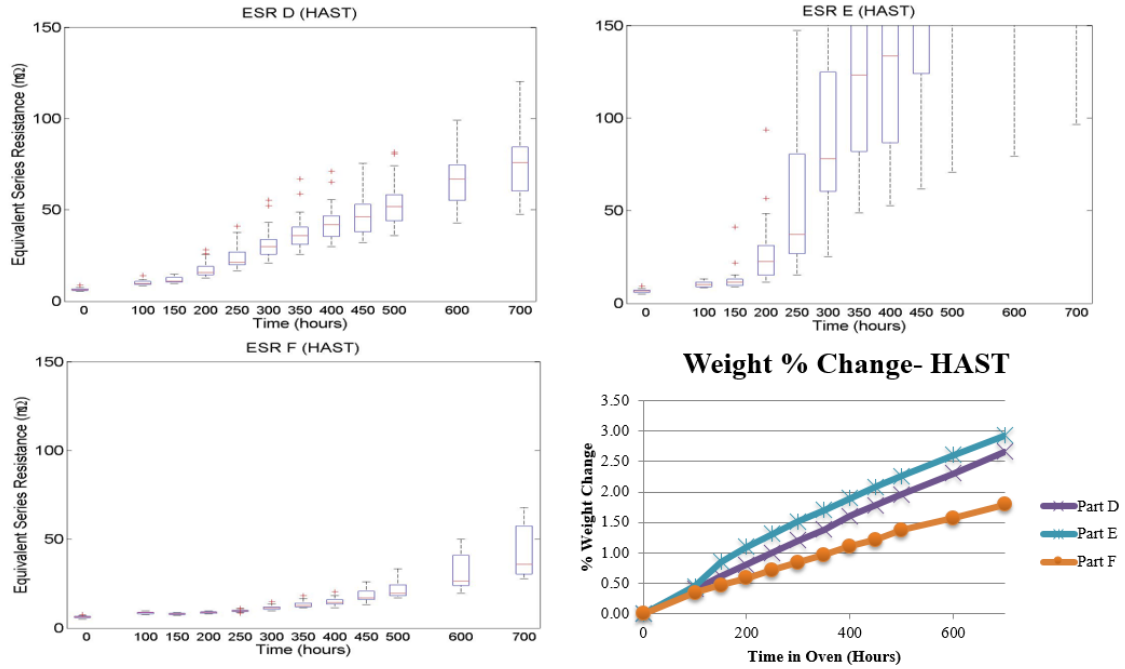 ESR D (HAST)
Equivalent Series Resistance (mΩ)
150
100
50
0
0 100 150 200 250 300 350 400 450 500 600 700
Time (hours)
ESR E (HAST)
150
100
50
0
0 100 150 200 250 300 350 400 450 500 600 700
Time (hours)
ESR F (HAST)
Equivalent Series Resistance (mΩ)
150
100
50
0
0 100 150 200 250 300 350 400 450 500 600 700
Time (hours)
Weight % Change- HAST
% Weight Change
3.50
3.00
2.50
2.00
1.50
1.00
0.50
0.00
0 200 400 600
Time in Oven (Hours)
Part D
Part E
Part F